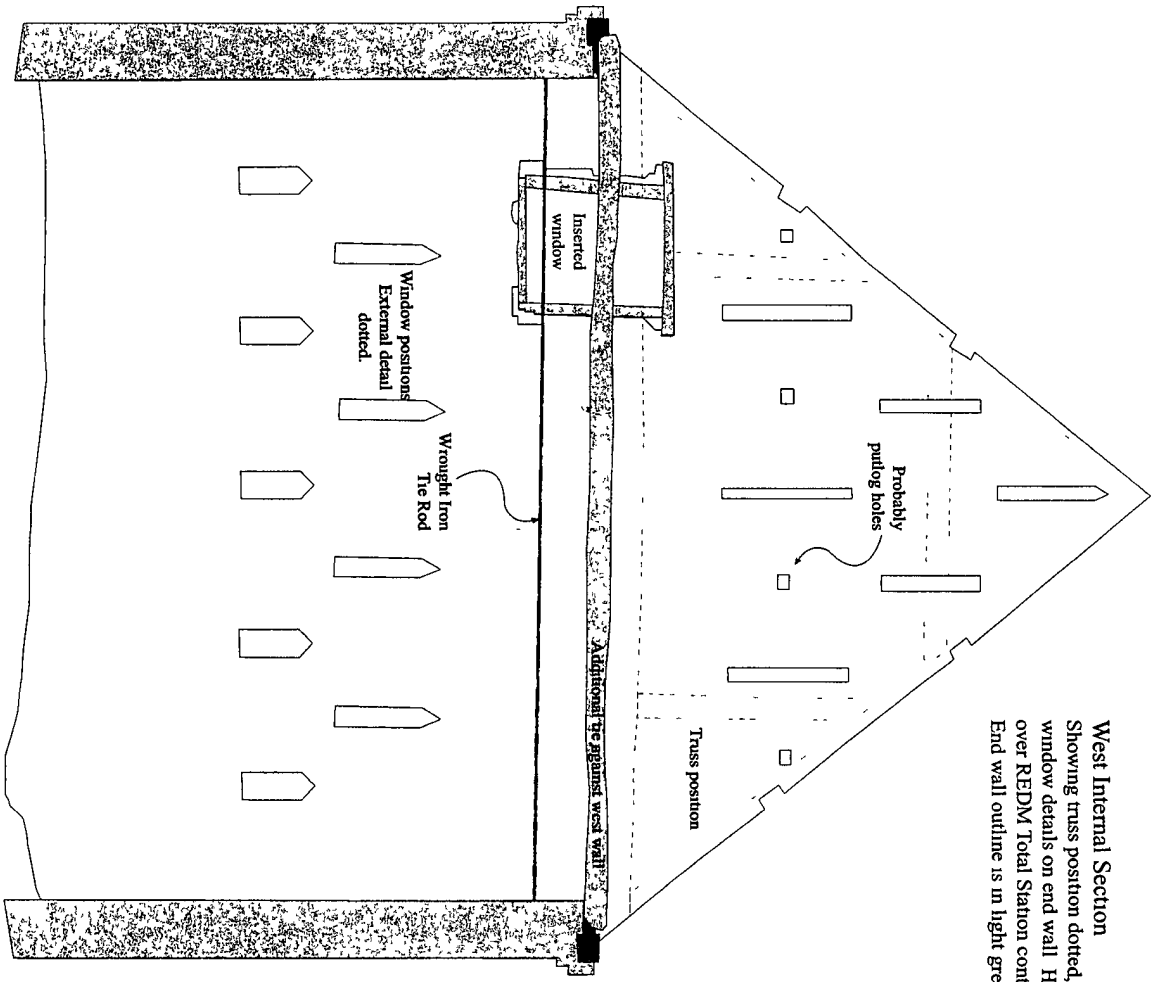 West Internal Section
Showing truss position dotted,
window details on end wall H
over REDM Total Station cont
End wall outline is in light gre
Probably
putlog holes
Truss position
Inserted
window
Additional tie against west wall
Wrought Iron
Tie Rod
Window positions
External detail
dotted.